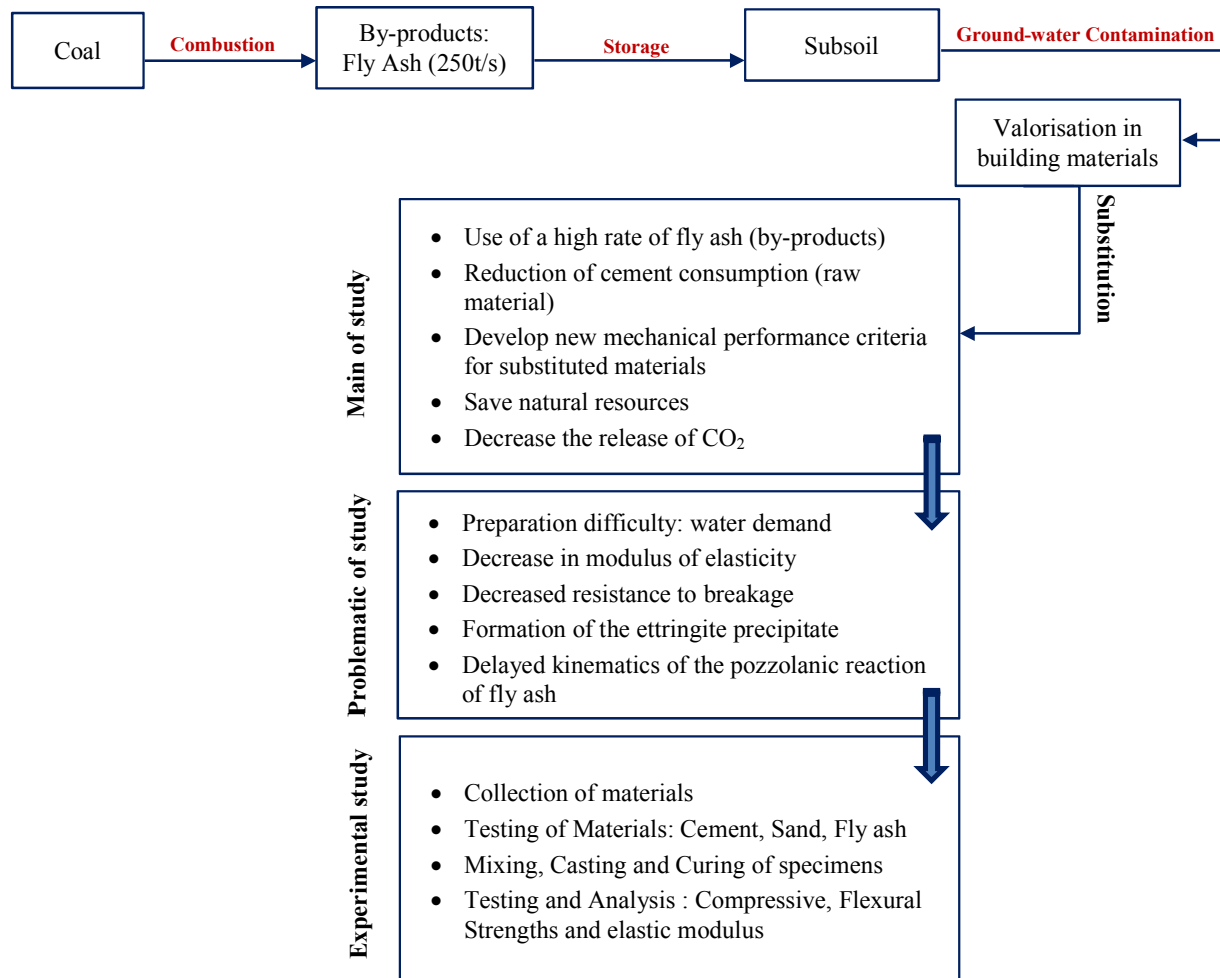 Coal
Combustion
By-products:
Fly Ash (250t/s)
Storage
Subsoil
Ground-water Contamination
Valorisation in
building materials
Substitution
Main of study
• Use of a high rate of fly ash (by-products)
• Reduction of cement consumption (raw
material)
• Develop new mechanical performance criteria
for substituted materials
• Save natural resources
• Decrease the release of CO₂
Problematic of study
• Preparation difficulty: water demand
• Decrease in modulus of elasticity
• Decreased resistance to breakage
• Formation of the ettringite precipitate
• Delayed kinematics of the pozzolanic reaction
of fly ash
Experimental study
• Collection of materials
• Testing of Materials: Cement, Sand, Fly ash
• Mixing, Casting and Curing of specimens
• Testing and Analysis : Compressive, Flexural
Strengths and elastic modulus